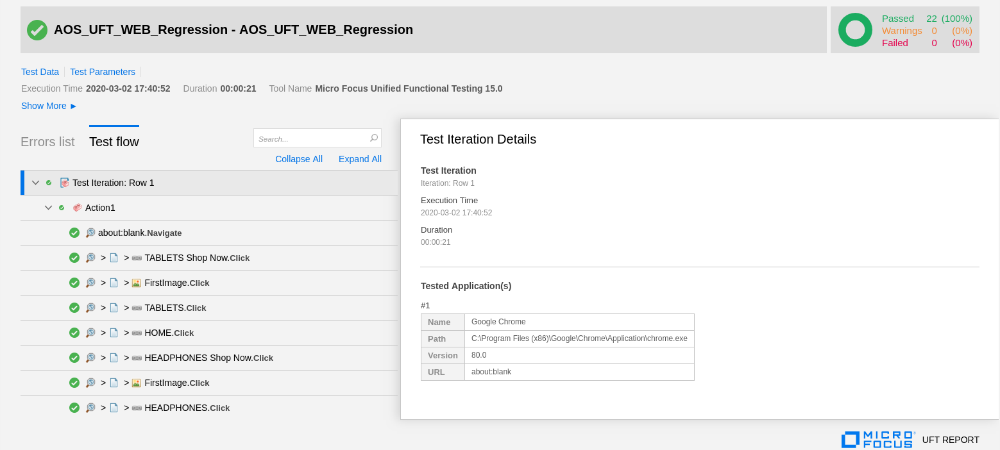 AOS_UFT_WEB_Regression - AOS_UFT_WEB_Regression
Passed 22 (100%)
Warnings 0 (0%)
Failed 0 (0%)
Test Data Test Parameters
Execution Time 2020-03-02 17:40:52 Duration 00:00:21 Tool Name Micro Focus Unified Functional Testing 15.0
Show More ►
Errors list Test flow
Search...
Collapse All Expand All
Test Iteration: Row 1
Action1
about:blank.Navigate
> > TABLETS Shop Now.Click
> > FirstImage.Click
> > TABLETS.Click
> > HOME.Click
> > HEADPHONES Shop Now.Click
> > FirstImage.Click
> > HEADPHONES.Click
Test Iteration Details
Test Iteration
Iteration: Row 1
Execution Time
2020-03-02 17:40:52
Duration
00:00:21
Tested Application(s)
#1
Name Google Chrome
Path C:\Program Files (x86)\Google\Chrome\Application\chrome.exe
Version 80.0
URL about:blank
MICRO
FOCUS
UFT REPORT